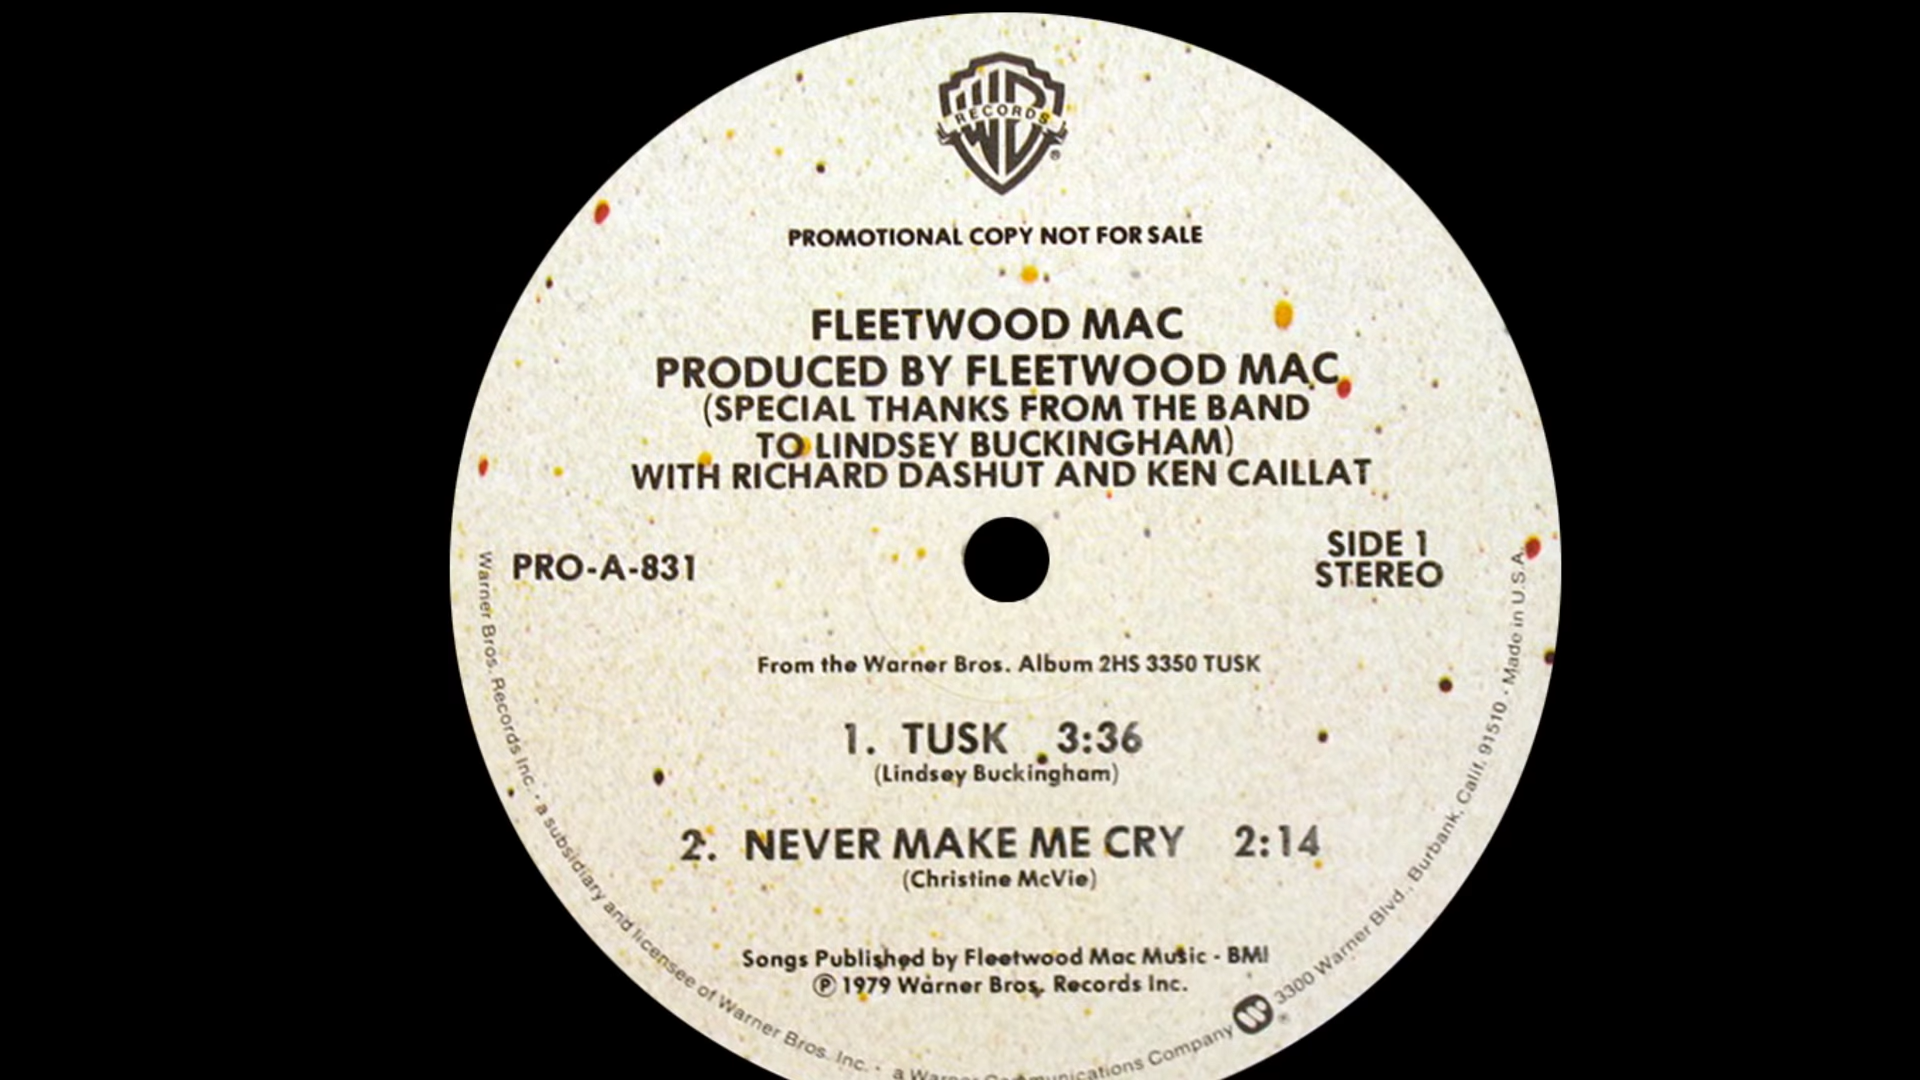 WB
RECORDS
®
PROMOTIONAL COPY NOT FOR SALE
FLEETWOOD MAC
PRODUCED BY FLEETWOOD MAC
(SPECIAL THANKS FROM THE BAND
TO LINDSEY BUCKINGHAM)
WITH RICHARD DASHUT AND KEN CAILLAT
PRO-A-831
SIDE 1
STEREO
From the Warner Bros. Album 2HS 3350 TUSK
1. TUSK 3:36
(Lindsey Buckingham)
2. NEVER MAKE ME CRY 2:14
(Christine McVie)
Songs Published by Fleetwood Mac Music - BMI
℗ 1979 Warner Bros. Records Inc.
Warner Bros. Records Inc. · a subsidiary and licensee of Warner Bros. Inc. · a Warner Communications Company ® 3300 Warner Blvd., Burbank, Calif. 91510 · Made in U.S.A.